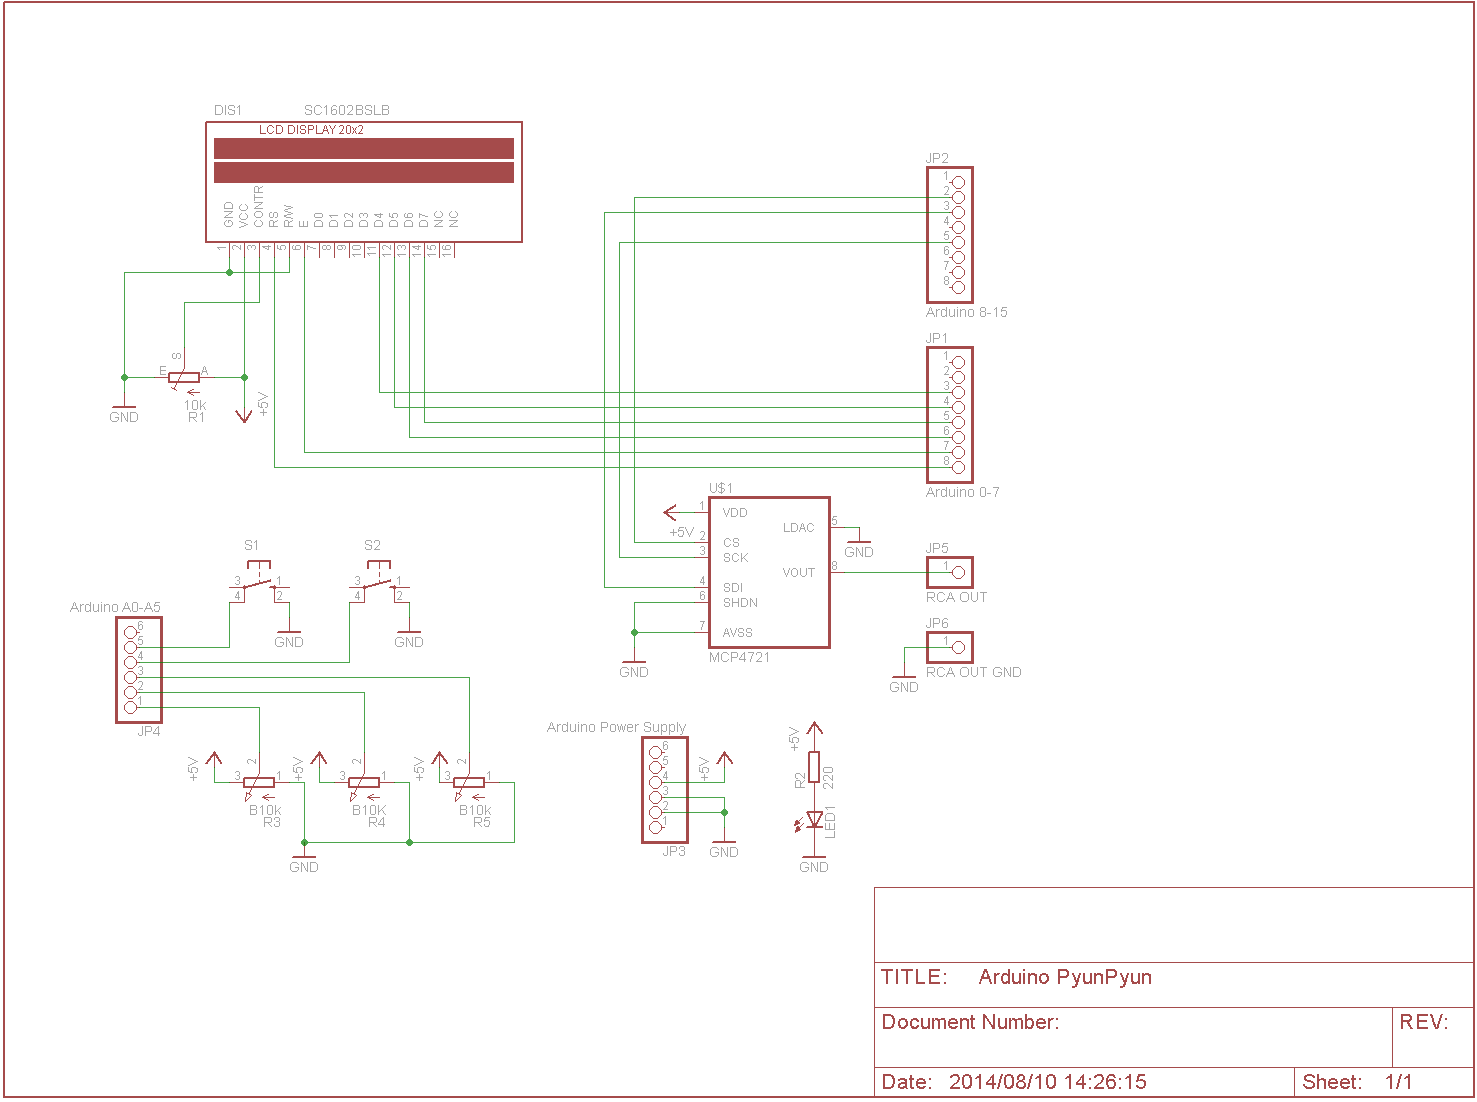 DIS1 SC1602BSLB
LCD DISPLAY 20x2
GND VCC CONTR RS R/W E D0 D1 D2 D3 D4 D5 D6 D7 NC NC
1 2 3 4 5 6 7 8 9 10 11 12 13 14 15 16
E S A
10k
R1
GND
+5V
JP2
1
2
3
4
5
6
7
8
Arduino 8-15
JP1
1
2
3
4
5
6
7
8
Arduino 0-7
U$1
1 VDD
+5V
2 CS
3 SCK
4 SDI
6 SHDN
7 AVSS
LDAC 5
GND
VOUT 8
MCP4721
GND
JP5
1
RCA OUT
JP6
1
RCA OUT GND
GND
S1
3 1
4 2
GND
S2
3 1
4 2
GND
Arduino A0-A5
6
5
4
3
2
1
JP4
+5V
3 2 1
B10k
R3
+5V
3 2 1
B10K
R4
+5V
3 2 1
B10k
R5
GND
Arduino Power Supply
6
5
4
3
2
1
JP3
+5V
GND
+5V
R2
220
LED1
GND
TITLE: Arduino PyunPyun
Document Number:
REV:
Date: 2014/08/10 14:26:15
Sheet: 1/1